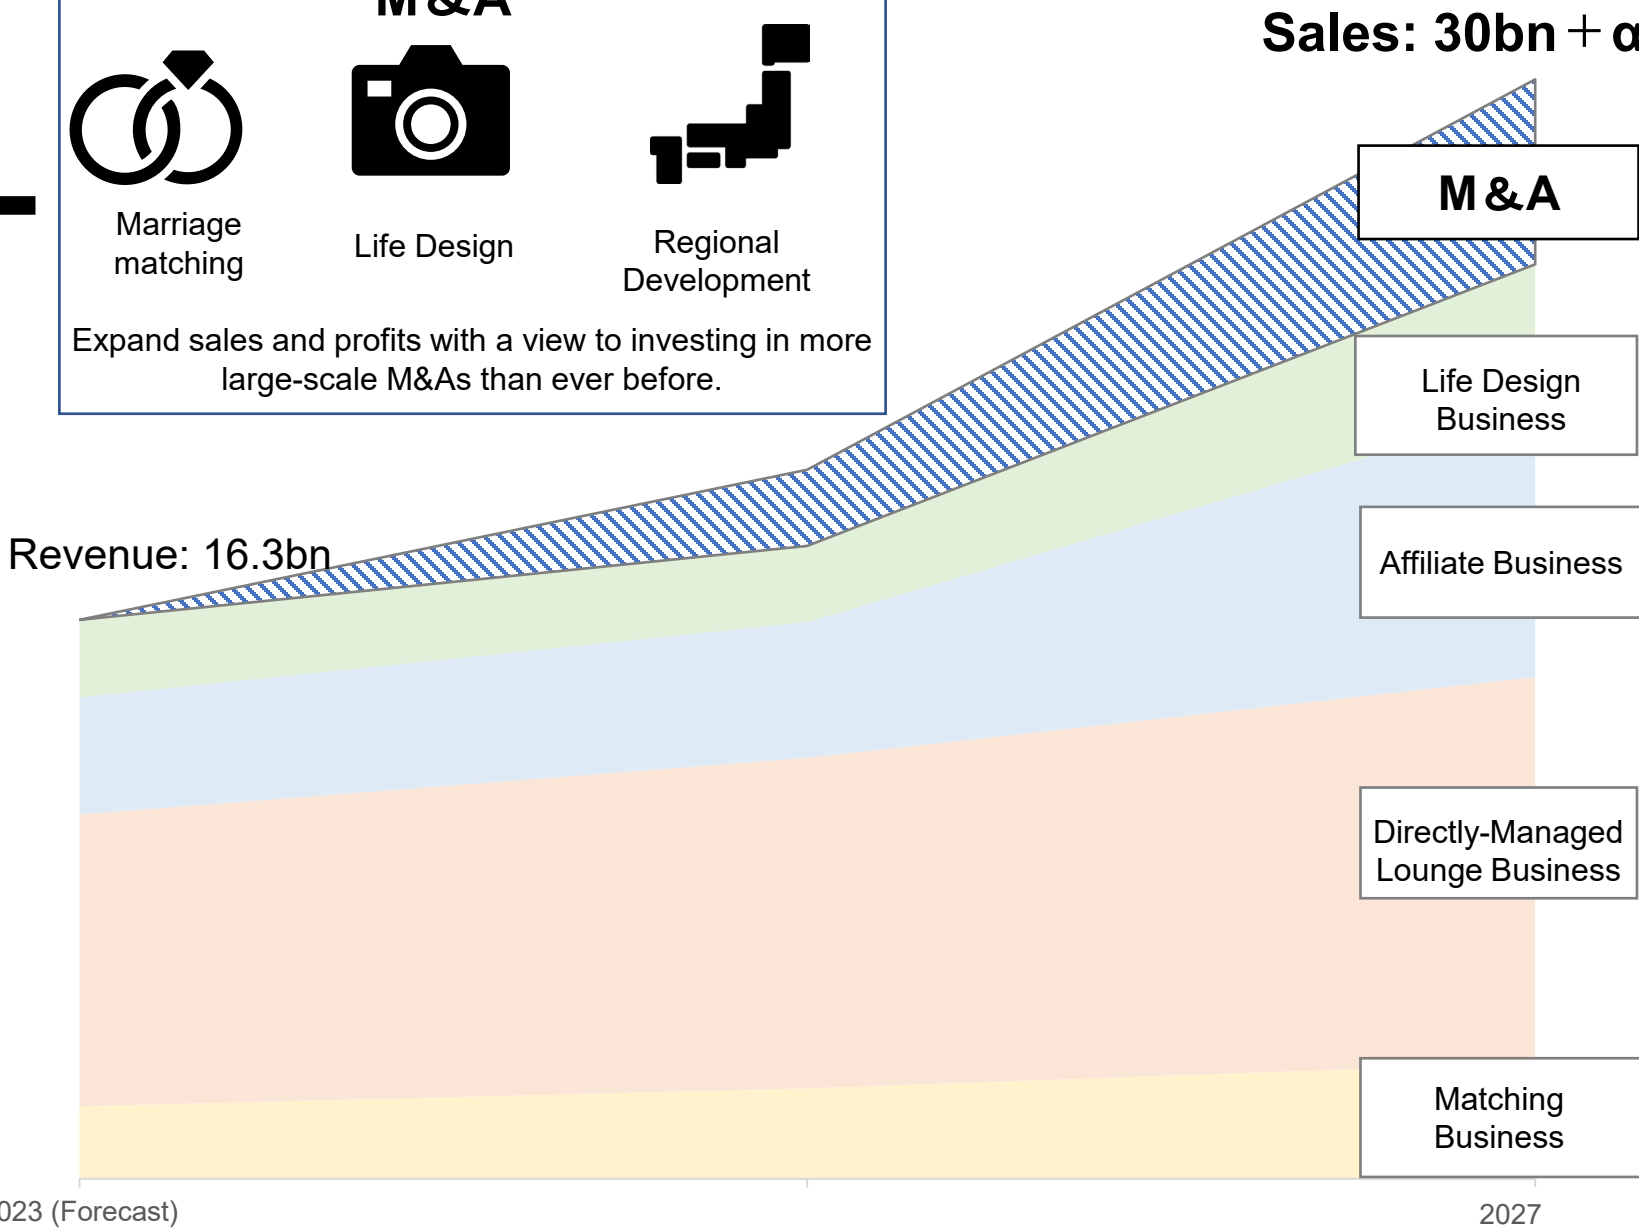 M&A
Sales: 30bn＋α
Marriage
matching
Life Design
Regional
Development
Expand sales and profits with a view to investing in more
large-scale M&As than ever before.
M&A
Life Design
Business
Revenue: 16.3bn
Affiliate Business
Directly-Managed
Lounge Business
Matching
Business
023 (Forecast)
2027